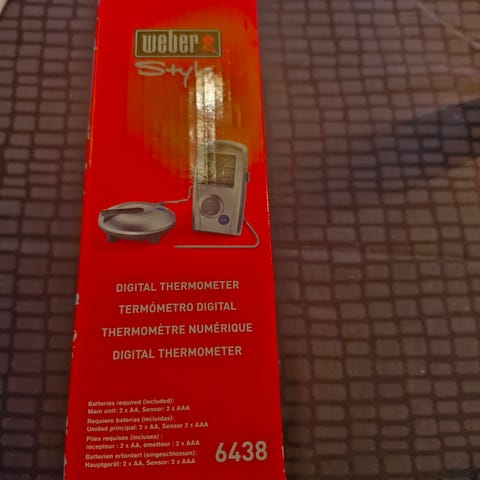 weber
Style
DIGITAL THERMOMETER
TERMÓMETRO DIGITAL
THERMOMÈTRE NUMÉRIQUE
DIGITAL THERMOMETER
Batteries required (included):
Main unit: 2 x AA, Sensor: 2 x AAA
Requiere baterias (incluidas):
Unidad principal: 2 x AA, Sensor 2 x AAA
Piles requises (incluses) :
récepteur : 2 x AA, émetteur : 2 x AAA
Batterien erfordert (eingeschlossen):
Hauptgerät: 2 x AA, Sensor: 2 x AAA
6438